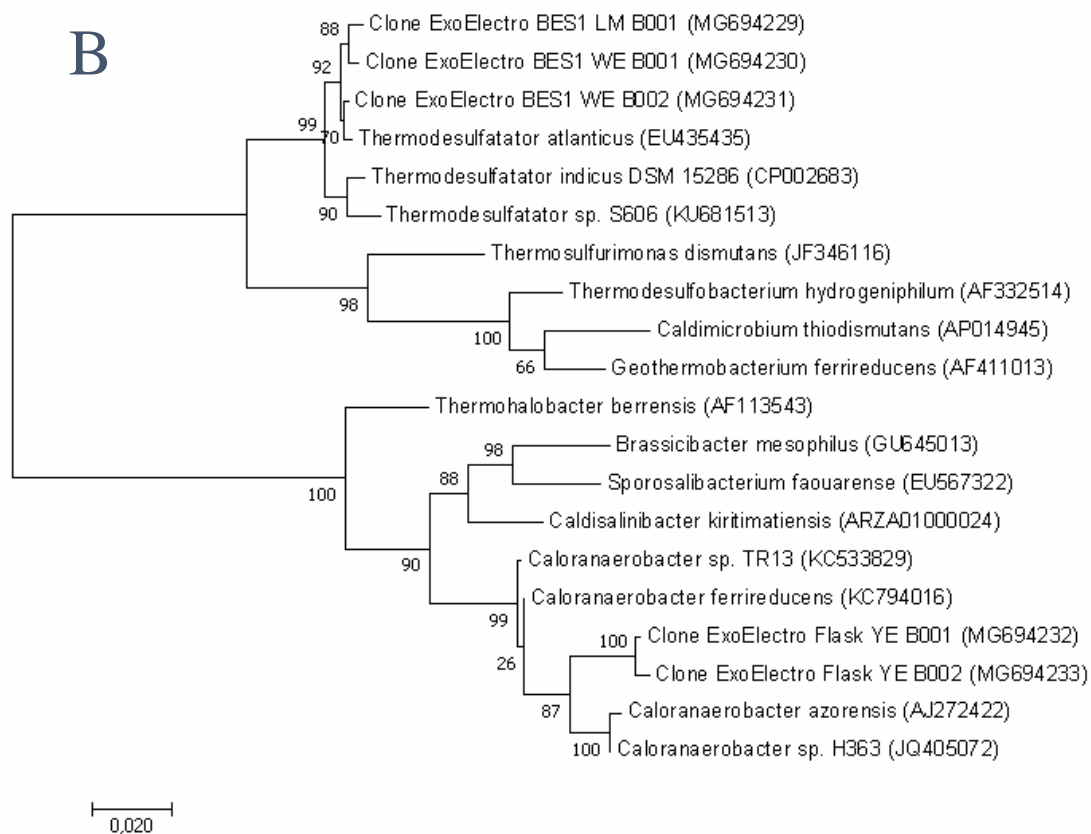 B
88
Clone ExoElectro BES1 LM B001 (MG694229)
92
Clone ExoElectro BES1 WE B001 (MG694230)
Clone ExoElectro BES1 WE B002 (MG694231)
99
70
Thermodesulfatator atlanticus (EU435435)
Thermodesulfatator indicus DSM 15286 (CP002683)
90
Thermodesulfatator sp. S606 (KU681513)
Thermosulfurimonas dismutans (JF346116)
98
Thermodesulfobacterium hydrogeniphilum (AF332514)
100
Caldimicrobium thiodismutans (AP014945)
66
Geothermobacterium ferrireducens (AF411013)
Thermohalobacter berrensis (AF113543)
98
Brassicibacter mesophilus (GU645013)
88
Sporosalibacterium faouarense (EU567322)
100
Caldisalinibacter kiritimatiensis (ARZA01000024)
90
Caloranaerobacter sp. TR13 (KC533829)
Caloranaerobacter ferrireducens (KC794016)
99
100
Clone ExoElectro Flask YE B001 (MG694232)
26
Clone ExoElectro Flask YE B002 (MG694233)
87
Caloranaerobacter azorensis (AJ272422)
100
Caloranaerobacter sp. H363 (JQ405072)
0,020